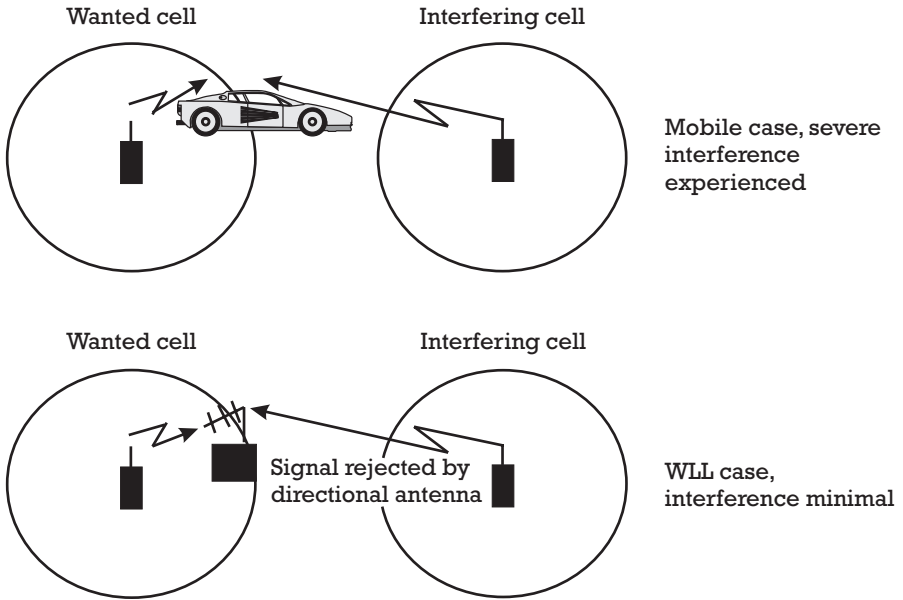 Wanted cell
Interfering cell
Mobile case, severe
interference
experienced
Wanted cell
Interfering cell
Signal rejected by
directional antenna
WLL case,
interference minimal